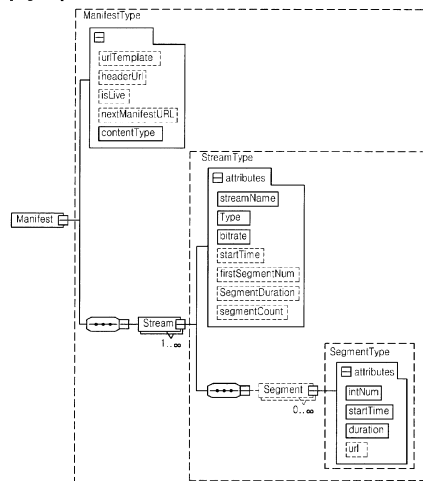 ManifestType
urlTemplate
headerUrl
isLive
nextManifestURL
contentType
StreamType
attributes
streamName
Type
bitrate
startTime
firstSegmentNum
SegmentDuration
segmentCount
Manifest
Stream
1..∞
SegmentType
attributes
intNum
startTime
duration
url
Segment
0..∞